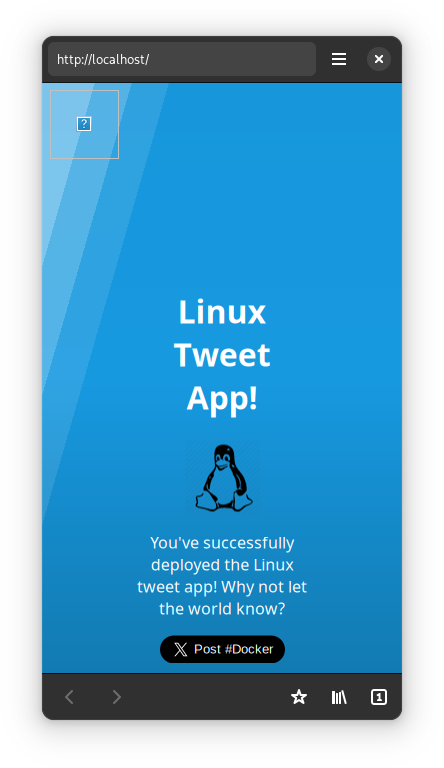 http://localhost/
?
Linux
Tweet
App!
You've successfully
deployed the Linux
tweet app! Why not let
the world know?
Post #Docker
1